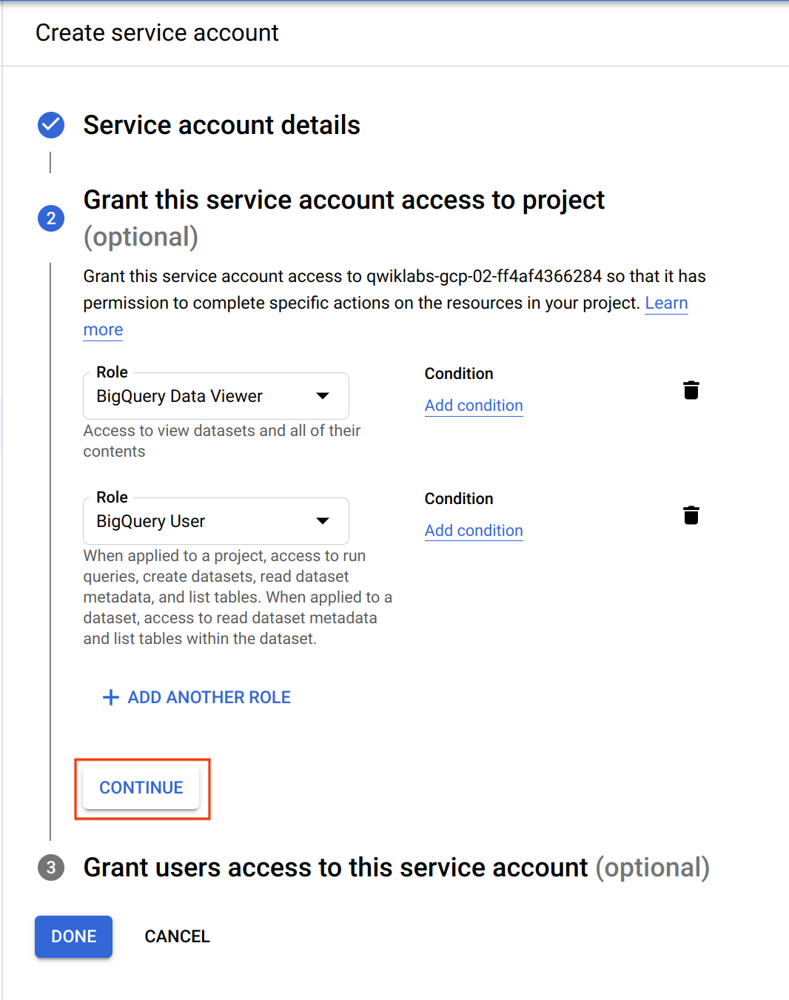 Create service account
Service account details
2
Grant this service account access to project
(optional)
Grant this service account access to qwiklabs-gcp-02-ff4af4366284 so that it has
permission to complete specific actions on the resources in your project. Learn
more
Role
BigQuery Data Viewer
Condition
Add condition
Access to view datasets and all of their
contents
Role
BigQuery User
Condition
Add condition
When applied to a project, access to run
queries, create datasets, read dataset
metadata, and list tables. When applied to a
dataset, access to read dataset metadata
and list tables within the dataset.
ADD ANOTHER ROLE
CONTINUE
3
Grant users access to this service account (optional)
DONE
CANCEL